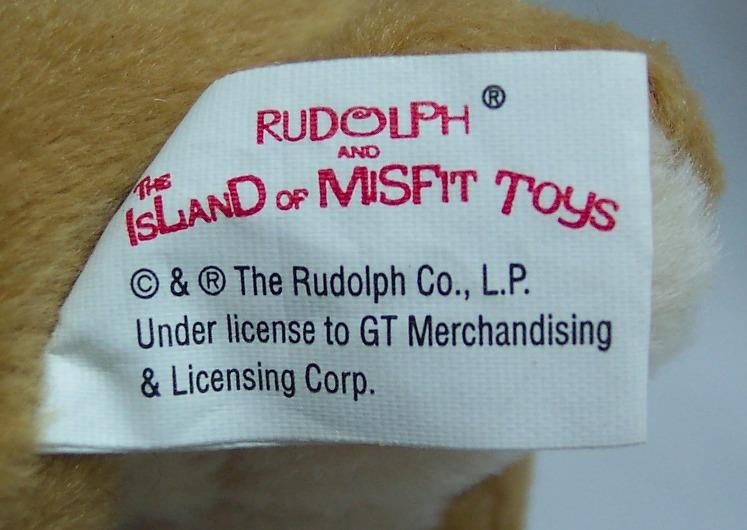 RUDOLPH ®
AND
THE
ISLAND OF MISFIT TOYS
© & ® The Rudolph Co., L.P.
Under license to GT Merchandising
& Licensing Corp.